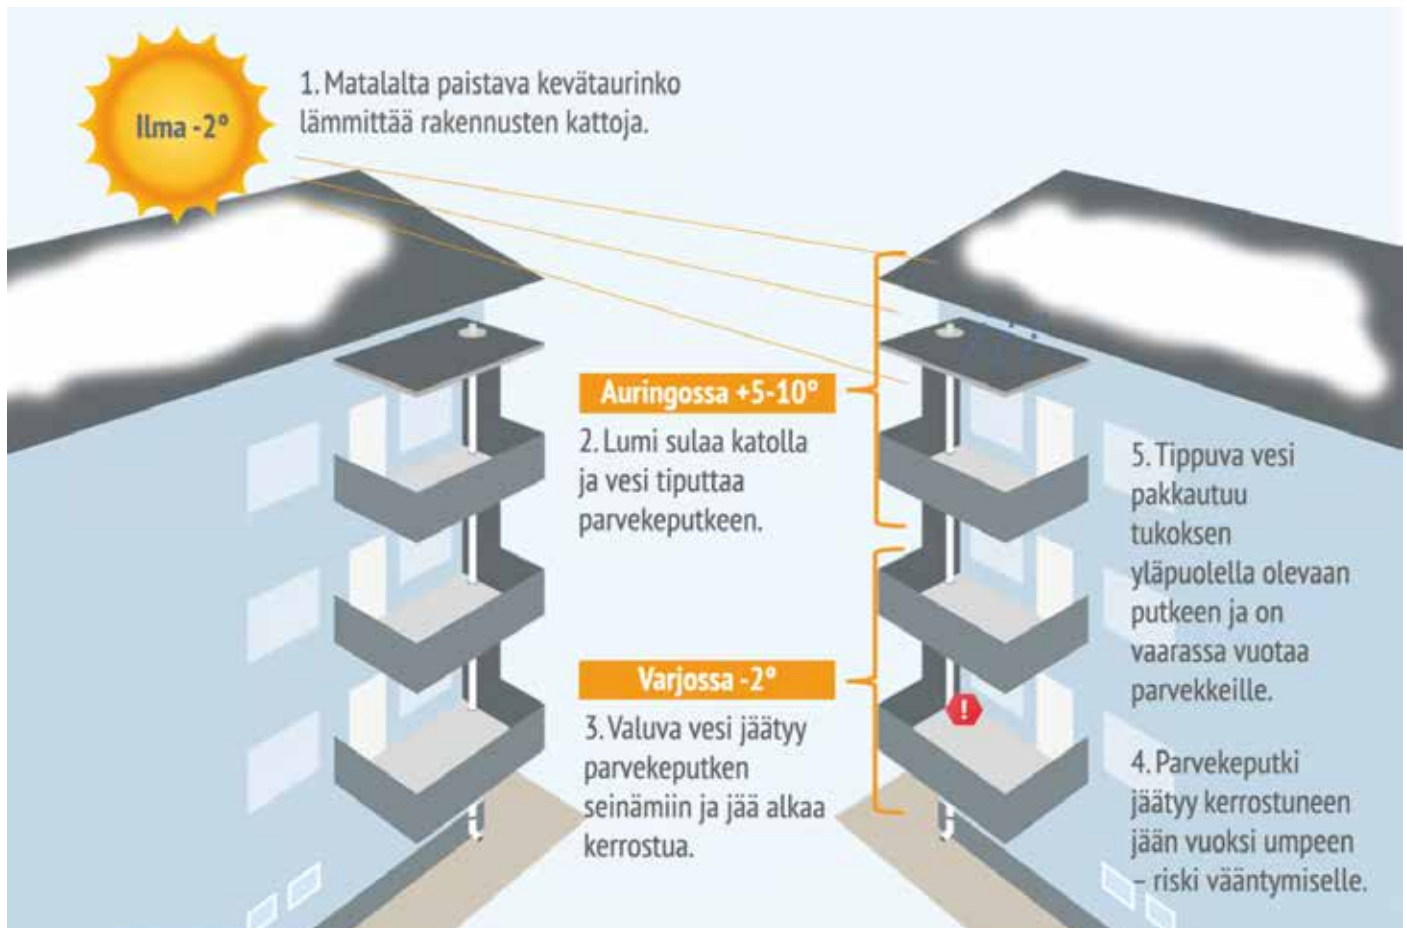 Ilma -2°
1. Matalalta paistava kevätaurinko
lämmittää rakennusten kattoja.
Auringossa +5-10°
2. Lumi sulaa katolla
ja vesi tiputtaa
parvekeputkeen.
Varjossa -2°
3. Valuva vesi jäätyy
parvekeputken
seinämiin ja jää alkaa
kerrostua.
!
5. Tippuva vesi
pakkautuu
tukoksen
yläpuolella olevaan
putkeen ja on
vaarassa vuotaa
parvekkeille.
4. Parvekeputki
jäätyy kerrostuneen
jään vuoksi umpeen
– riski vääntymiselle.